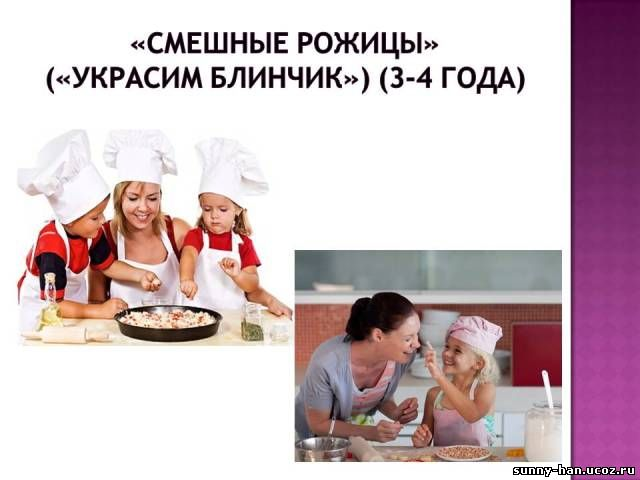 «СМЕШНЫЕ РОЖИЦЫ»
(«УКРАСИМ БЛИНЧИК») (3-4 ГОДА)
sunny-han.ucoz.ru